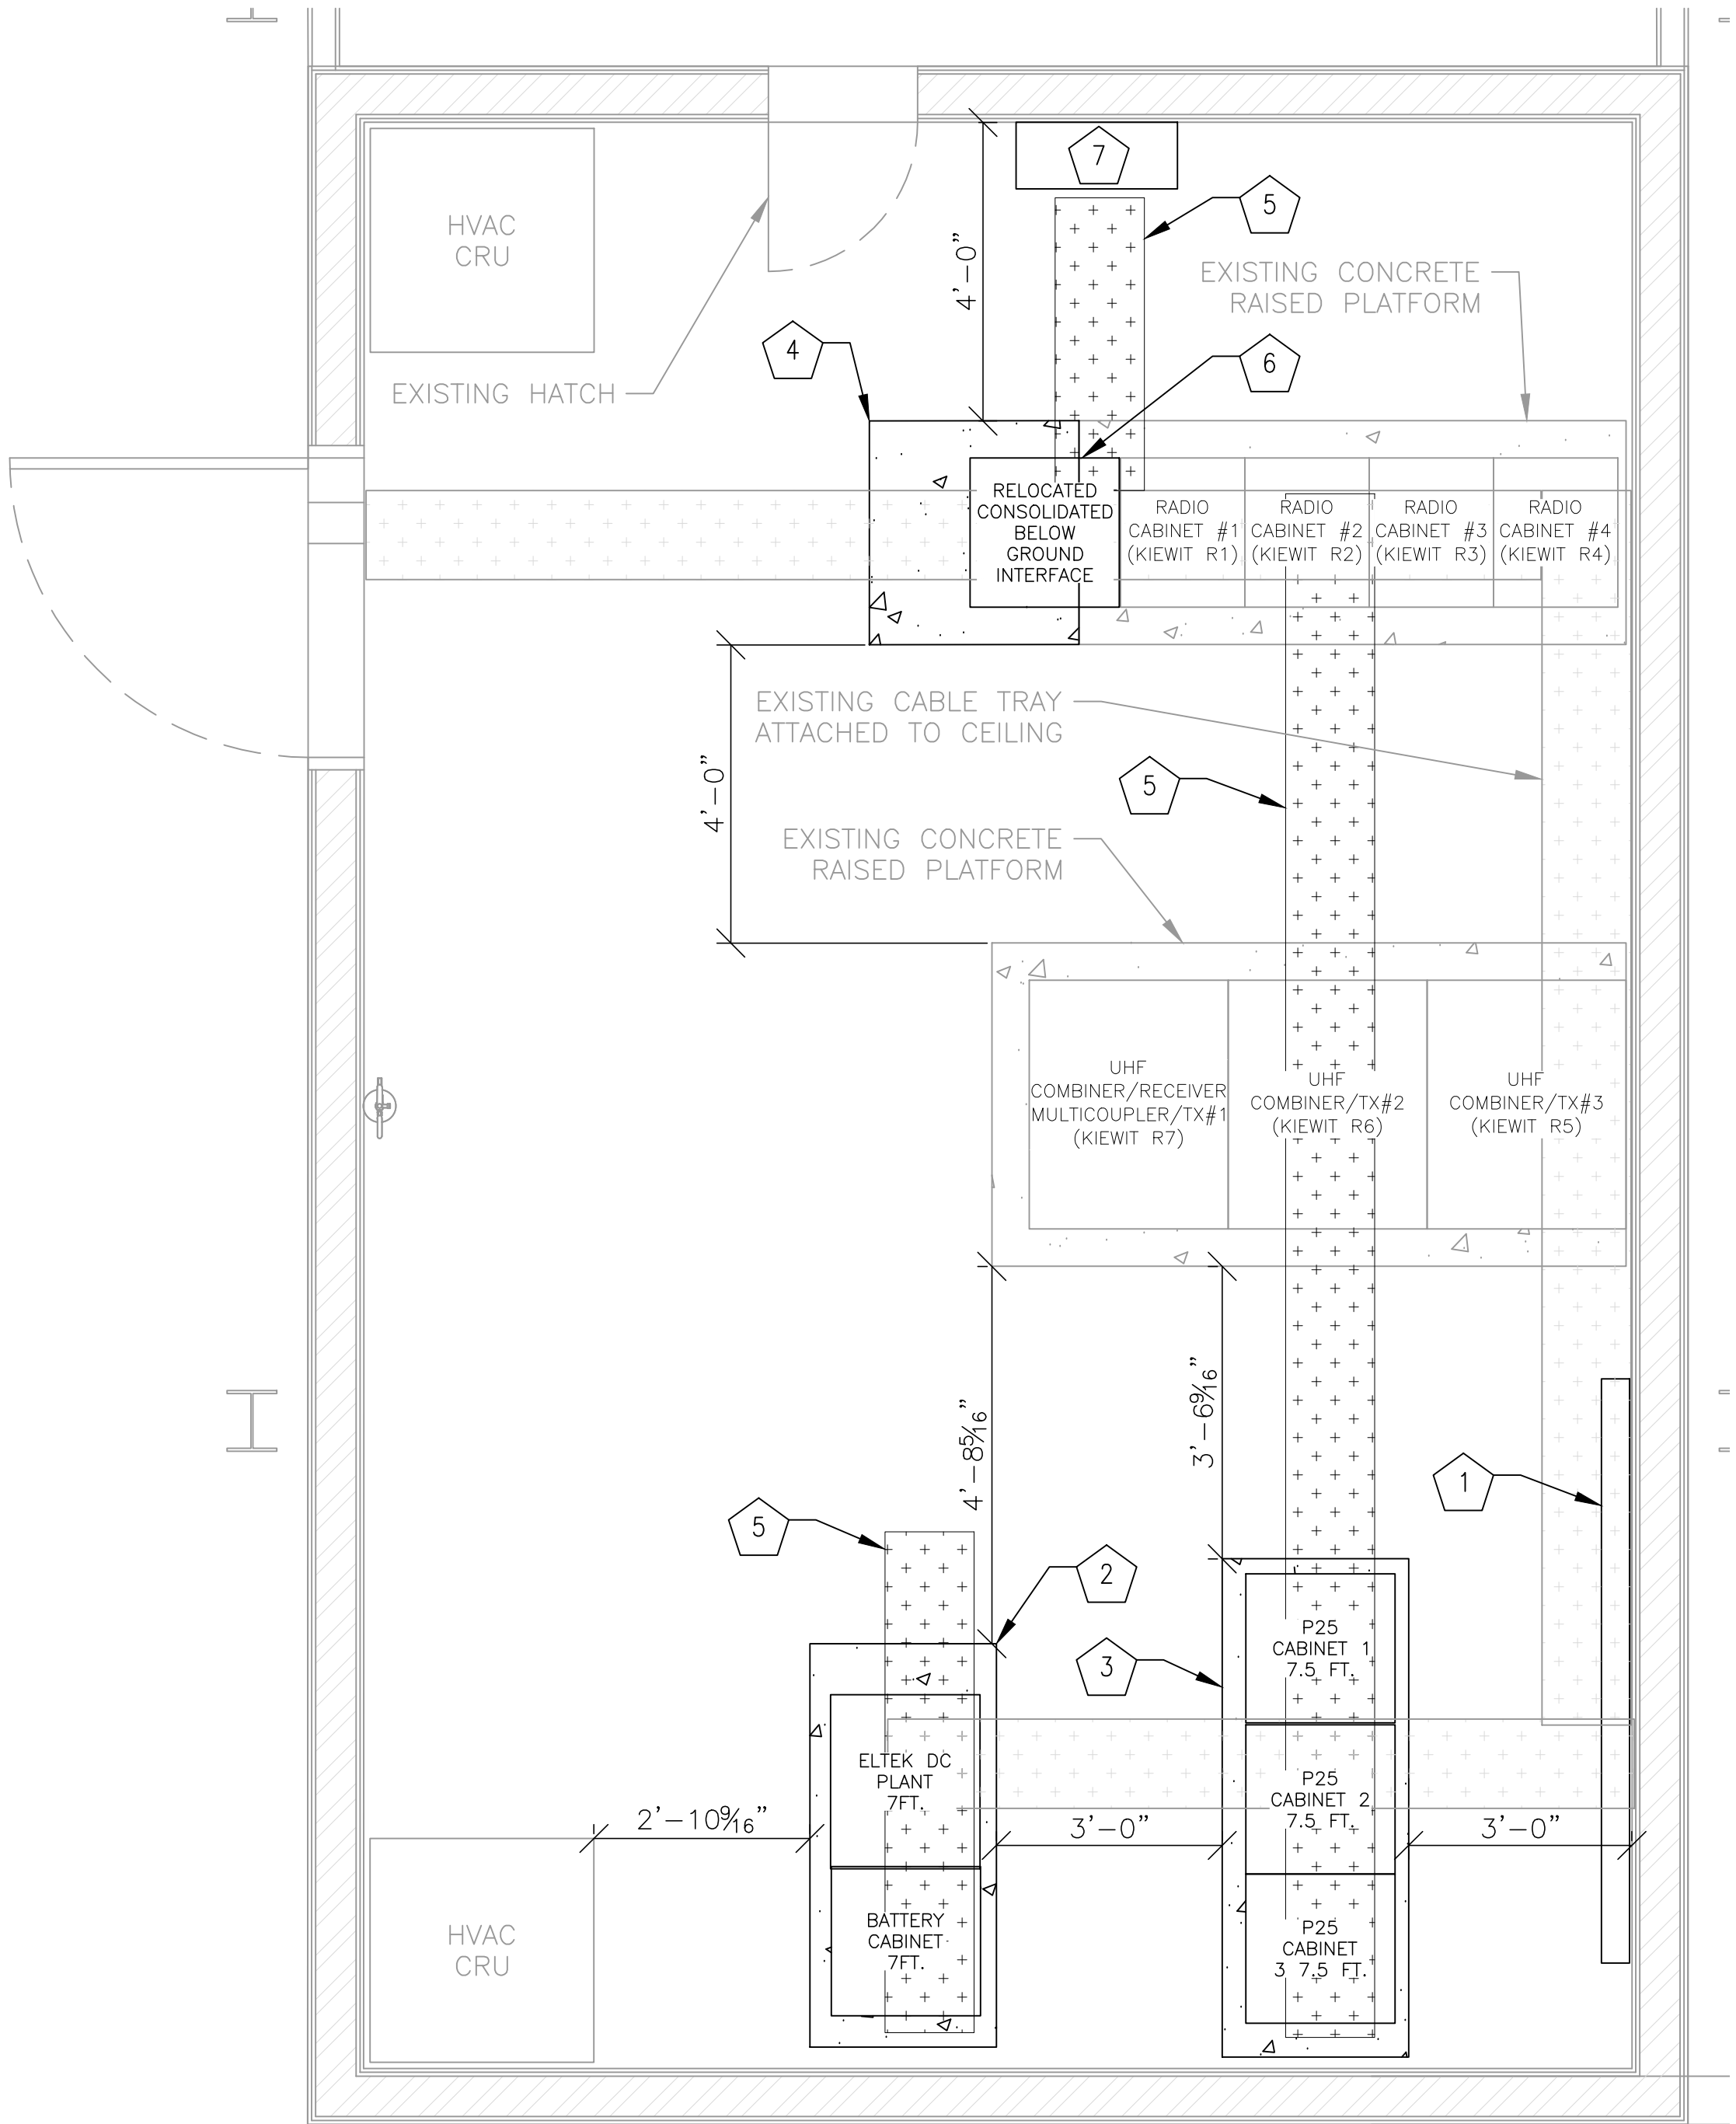 7
5
HVAC
CRU
4'-0"
EXISTING CONCRETE
RAISED PLATFORM
4
6
EXISTING HATCH
RELOCATED
CONSOLIDATED
BELOW
GROUND
INTERFACE
RADIO
CABINET #1
(KIEWIT R1)
RADIO
CABINET #2
(KIEWIT R2)
RADIO
CABINET #3
(KIEWIT R3)
RADIO
CABINET #4
(KIEWIT R4)
EXISTING CABLE TRAY
ATTACHED TO CEILING
4'-0"
5
EXISTING CONCRETE
RAISED PLATFORM
UHF
COMBINER/RECEIVER
MULTICOUPLER/TX#1
(KIEWIT R7)
UHF
COMBINER/TX#2
(KIEWIT R6)
UHF
COMBINER/TX#3
(KIEWIT R5)
4'-8 5/16"
3'-6 9/16"
1
5
2
3
P25
CABINET 1
7.5 FT.
ELTEK DC
PLANT
7FT.
P25
CABINET 2
7.5 FT.
2'-10 9/16"
3'-0"
3'-0"
HVAC
CRU
BATTERY
CABINET
7FT.
P25
CABINET
3 7.5 FT.